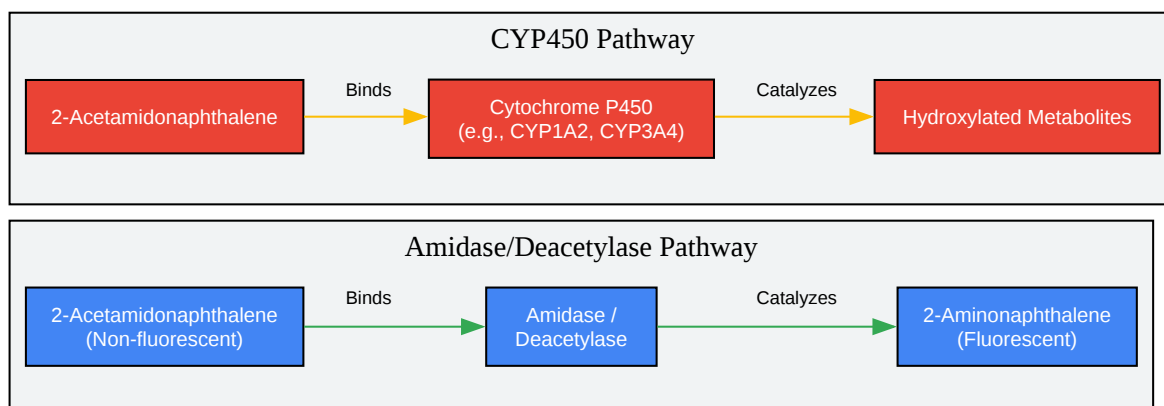 CYP450 Pathway
Binds
Catalyzes
2-Acetamidonaphthalene
Cytochrome P450
(e.g., CYP1A2, CYP3A4)
Hydroxylated Metabolites
Amidase/Deacetylase Pathway
Binds
Catalyzes
2-Acetamidonaphthalene
(Non-fluorescent)
Amidase /
Deacetylase
2-Aminonaphthalene
(Fluorescent)